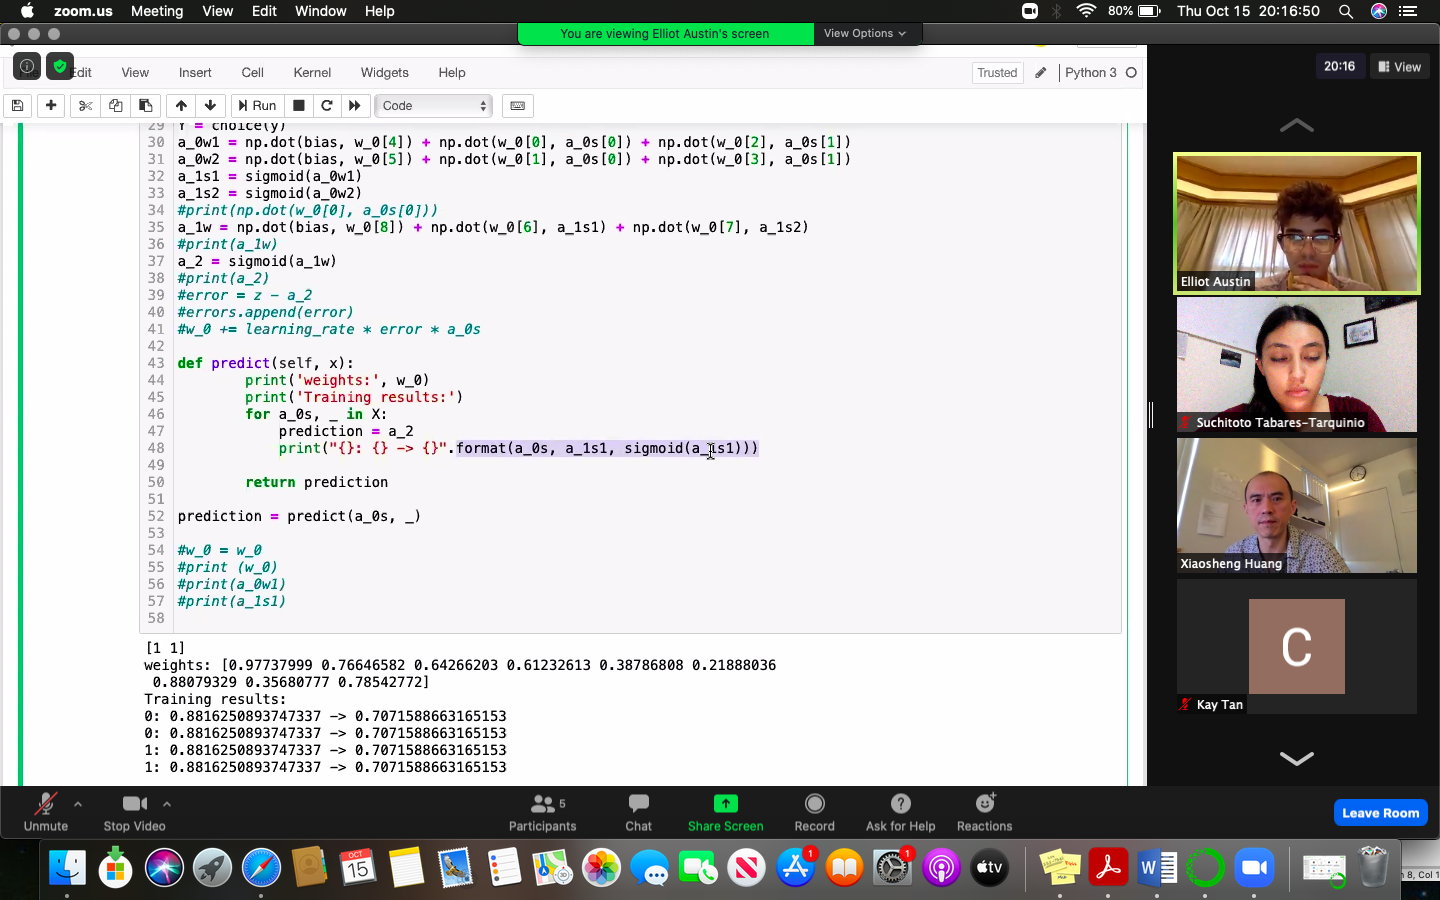 zoom.us Meeting View Edit Window Help 80% Thu Oct 15 20:16:50
You are viewing Elliot Austin's screen View Options
20:16 View
Edit View Insert Cell Kernel Widgets Help Trusted Python 3
Run Code
29 Y = choice(y)
30 a_0w1 = np.dot(bias, w_0[4]) + np.dot(w_0[0], a_0s[0]) + np.dot(w_0[2], a_0s[1])
31 a_0w2 = np.dot(bias, w_0[5]) + np.dot(w_0[1], a_0s[0]) + np.dot(w_0[3], a_0s[1])
32 a_1s1 = sigmoid(a_0w1)
33 a_1s2 = sigmoid(a_0w2)
34 #print(np.dot(w_0[0], a_0s[0]))
35 a_1w = np.dot(bias, w_0[8]) + np.dot(w_0[6], a_1s1) + np.dot(w_0[7], a_1s2)
36 #print(a_1w)
37 a_2 = sigmoid(a_1w)
38 #print(a_2)
39 #error = z - a_2
40 #errors.append(error)
41 #w_0 += learning_rate * error * a_0s
42
43 def predict(self, x):
44 print('weights:', w_0)
45 print('Training results:')
46 for a_0s, _ in X:
47 prediction = a_2
48 print("{}: {} -> {}".format(a_0s, a_1s1, sigmoid(a_1s1)))
49
50 return prediction
51
52 prediction = predict(a_0s, _)
53
54 #w_0 = w_0
55 #print (w_0)
56 #print(a_0w1)
57 #print(a_1s1)
58
[1 1]
weights: [0.97737999 0.76646582 0.64266203 0.61232613 0.38786808 0.21888036
0.88079329 0.35680777 0.78542772]
Training results:
0: 0.8816250893747337 -> 0.7071588663165153
0: 0.8816250893747337 -> 0.7071588663165153
1: 0.8816250893747337 -> 0.7071588663165153
1: 0.8816250893747337 -> 0.7071588663165153
Elliot Austin
Suchitoto Tabares-Tarquinio
Xiaosheng Huang
C
Kay Tan
5
Unmute Stop Video Participants Chat Share Screen Record Ask for Help Reactions Leave Room
OCT
15
1
1
tv
W
n 8, Col 1